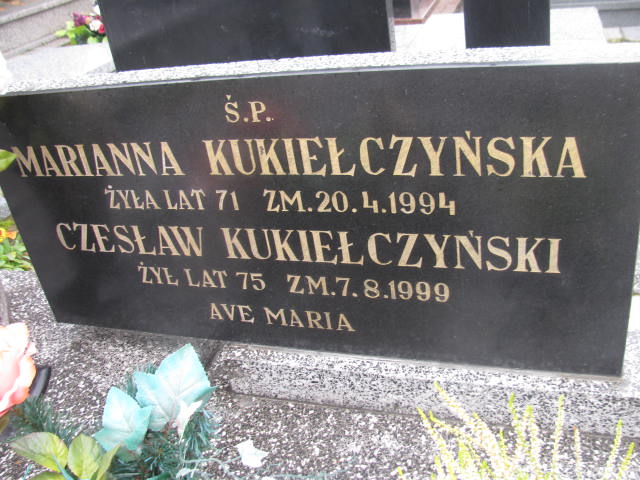 Ś.P.
MARIANNA KUKIEŁCZYŃSKA
ŻYŁA LAT 71 ZM.20.4.1994
CZESŁAW KUKIEŁCZYŃSKI
ŻYŁ LAT 75 ZM.7.8.1999
AVE MARIA